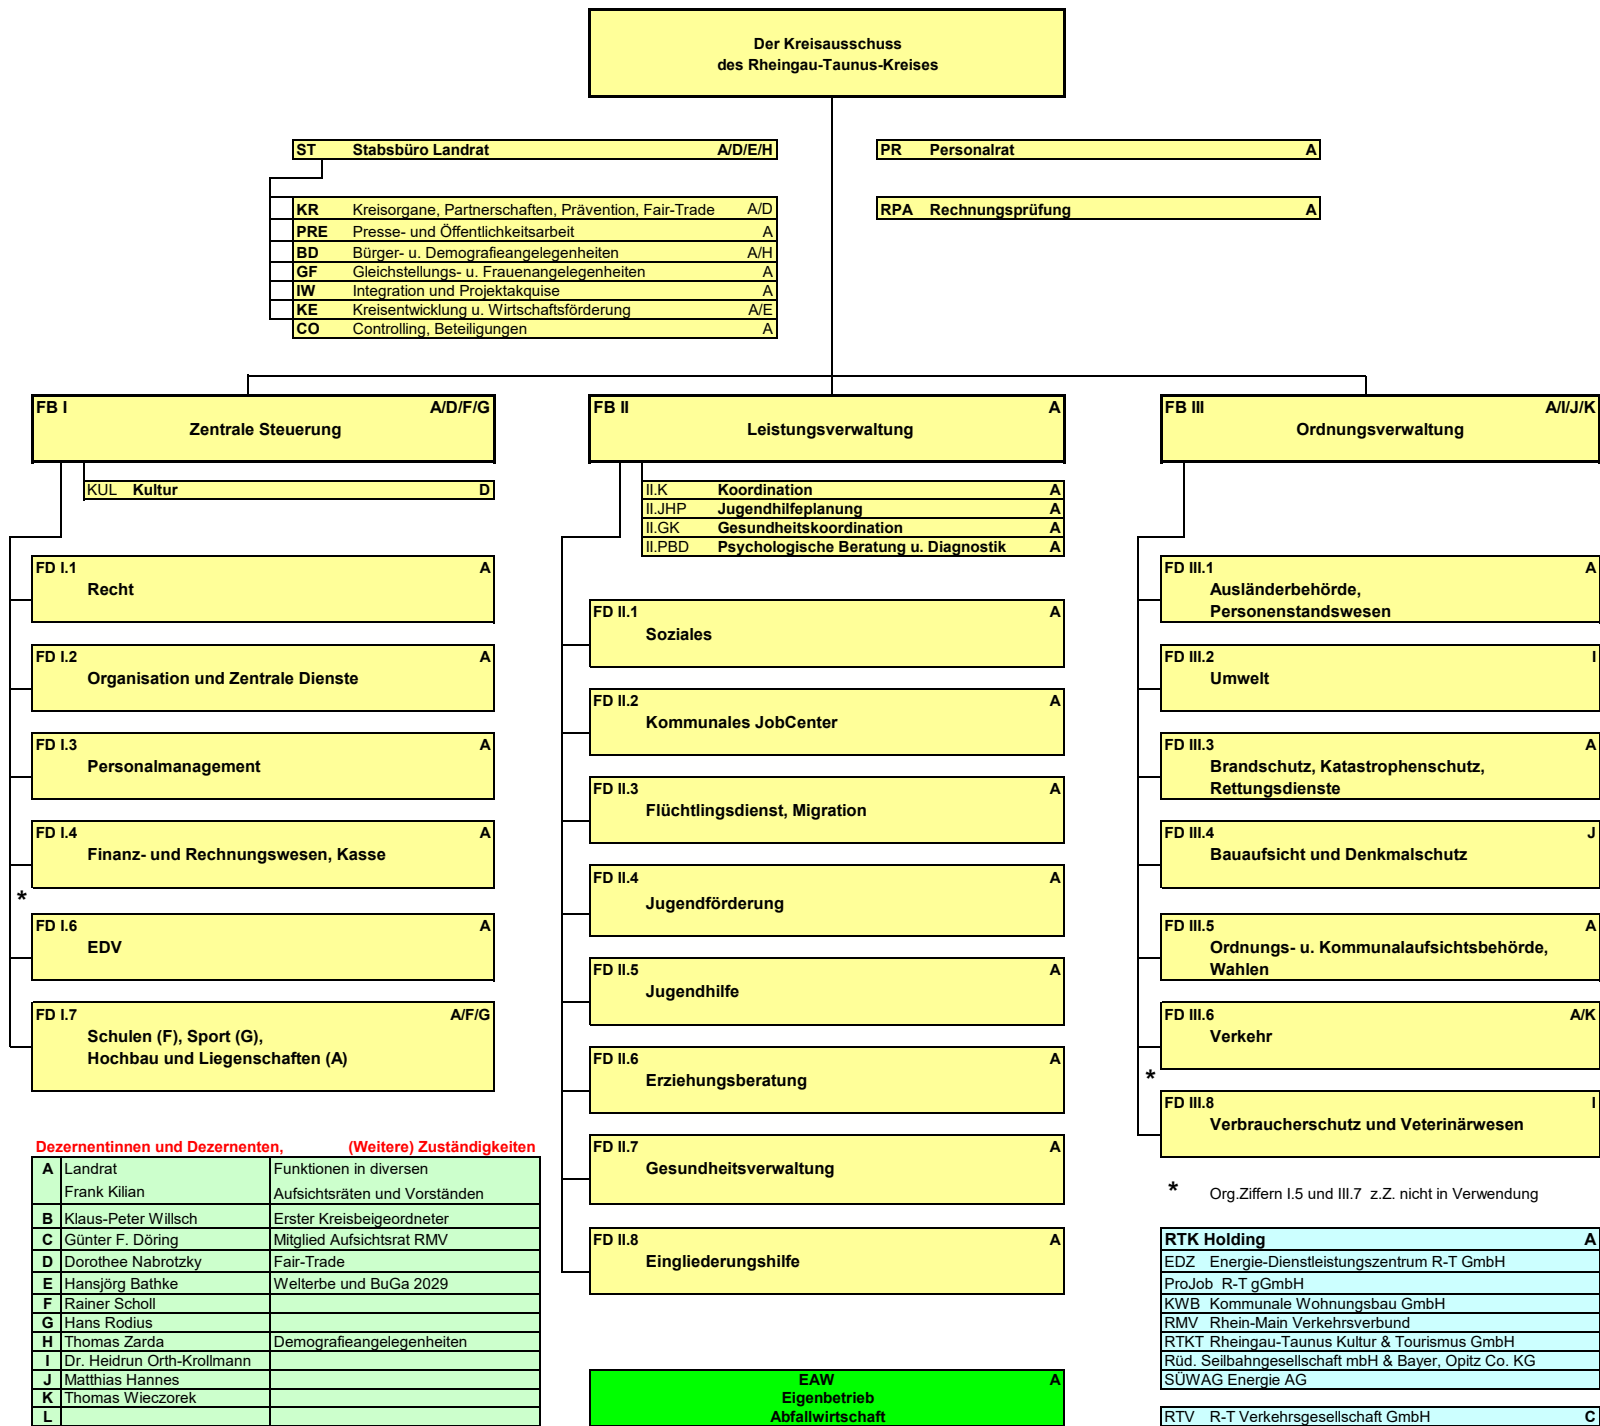 Der Kreisausschuss
des Rheingau-Taunus-Kreises
ST Stabsbüro Landrat A/D/E/H
PR Personalrat A
KR Kreisorgane, Partnerschaften, Prävention, Fair-Trade A/D
RPA Rechnungsprüfung A
PRE Presse- und Öffentlichkeitsarbeit A
BD Bürger- u. Demografieangelegenheiten A/H
GF Gleichstellungs- u. Frauenangelegenheiten A
IW Integration und Projektakquise A
KE Kreisentwicklung u. Wirtschaftsförderung A/E
CO Controlling, Beteiligungen A
FB I A/D/F/G
Zentrale Steuerung
KUL Kultur D
FD I.1 A
Recht
FD I.2 A
Organisation und Zentrale Dienste
FD I.3 A
Personalmanagement
FD I.4 A
Finanz- und Rechnungswesen, Kasse
*
FD I.6 A
EDV
FD I.7 A/F/G
Schulen (F), Sport (G),
Hochbau und Liegenschaften (A)
FB II A
Leistungsverwaltung
II.K Koordination A
II.JHP Jugendhilfeplanung A
II.GK Gesundheitskoordination A
II.PBD Psychologische Beratung u. Diagnostik A
FD II.1 A
Soziales
FD II.2 A
Kommunales JobCenter
FD II.3 A
Flüchtlingsdienst, Migration
FD II.4 A
Jugendförderung
FD II.5 A
Jugendhilfe
FD II.6 A
Erziehungsberatung
FD II.7 A
Gesundheitsverwaltung
FD II.8 A
Eingliederungshilfe
FB III A/I/J/K
Ordnungsverwaltung
FD III.1 A
Ausländerbehörde,
Personenstandswesen
FD III.2 I
Umwelt
FD III.3 A
Brandschutz, Katastrophenschutz,
Rettungsdienste
FD III.4 J
Bauaufsicht und Denkmalschutz
FD III.5 A
Ordnungs- u. Kommunalaufsichtsbehörde,
Wahlen
FD III.6 A/K
Verkehr
*
FD III.8 I
Verbraucherschutz und Veterinärwesen
* Org.Ziffern I.5 und III.7 z.Z. nicht in Verwendung
Dezernentinnen und Dezernenten, (Weitere) Zuständigkeiten
A Landrat Funktionen in diversen
Frank Kilian Aufsichtsräten und Vorständen
B Klaus-Peter Willsch Erster Kreisbeigeordneter
C Günter F. Döring Mitglied Aufsichtsrat RMV
D Dorothee Nabrotzky Fair-Trade
E Hansjörg Bathke Welterbe und BuGa 2029
F Rainer Scholl
G Hans Rodius
H Thomas Zarda Demografieangelegenheiten
I Dr. Heidrun Orth-Krollmann
J Matthias Hannes
K Thomas Wieczorek
L
EAW A
Eigenbetrieb
Abfallwirtschaft
RTK Holding A
EDZ Energie-Dienstleistungszentrum R-T GmbH
ProJob R-T gGmbH
KWB Kommunale Wohnungsbau GmbH
RMV Rhein-Main Verkehrsverbund
RTKT Rheingau-Taunus Kultur & Tourismus GmbH
Rüd. Seilbahngesellschaft mbH & Bayer, Opitz Co. KG
SÜWAG Energie AG
RTV R-T Verkehrsgesellschaft GmbH C